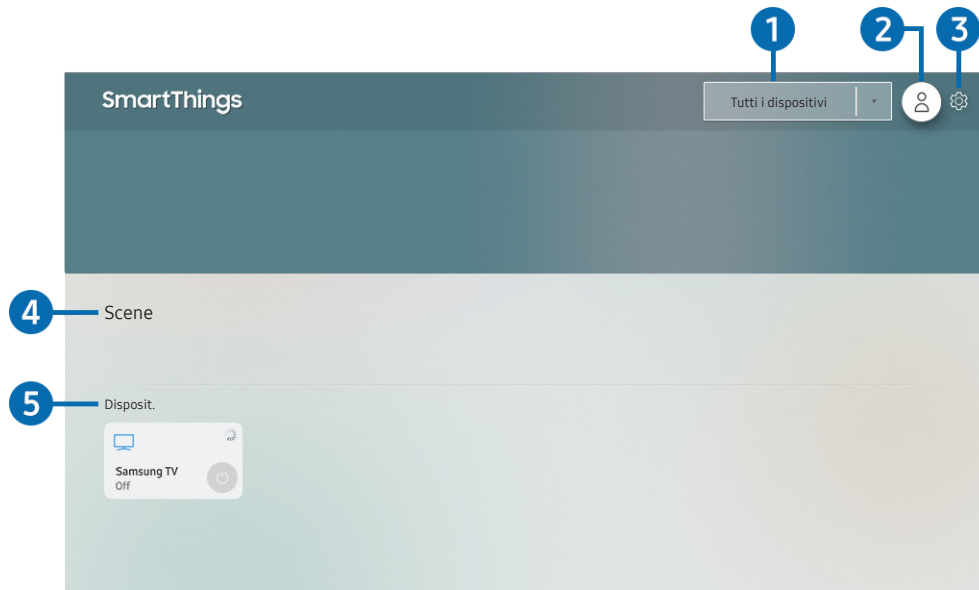 1 2 3
SmartThings
Tutti i dispositivi
4 Scene
5 Disposit.
Samsung TV
Off